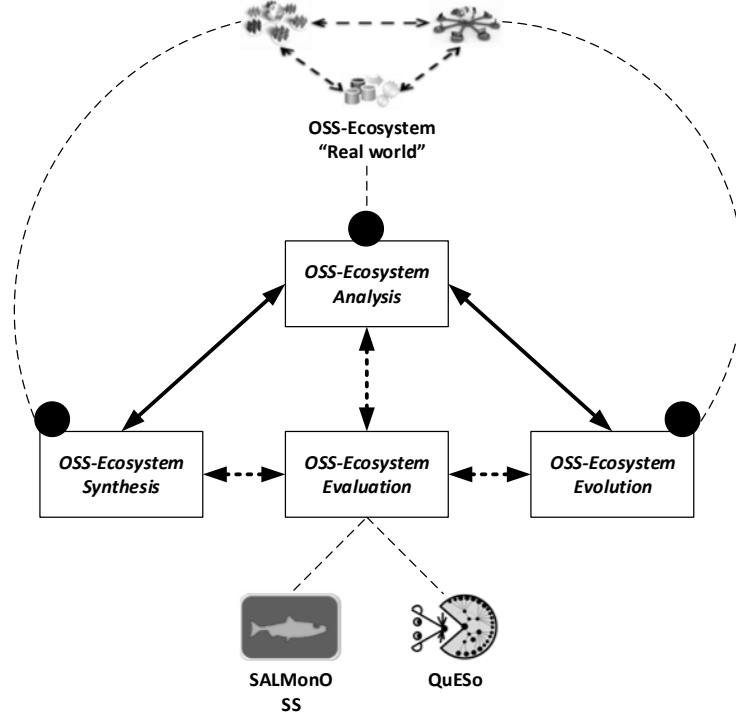 OSS-Ecosystem
“Real world”
OSS-Ecosystem
Analysis
OSS-Ecosystem
Synthesis
OSS-Ecosystem
Evaluation
OSS-Ecosystem
Evolution
SALMonO
SS
QuESo